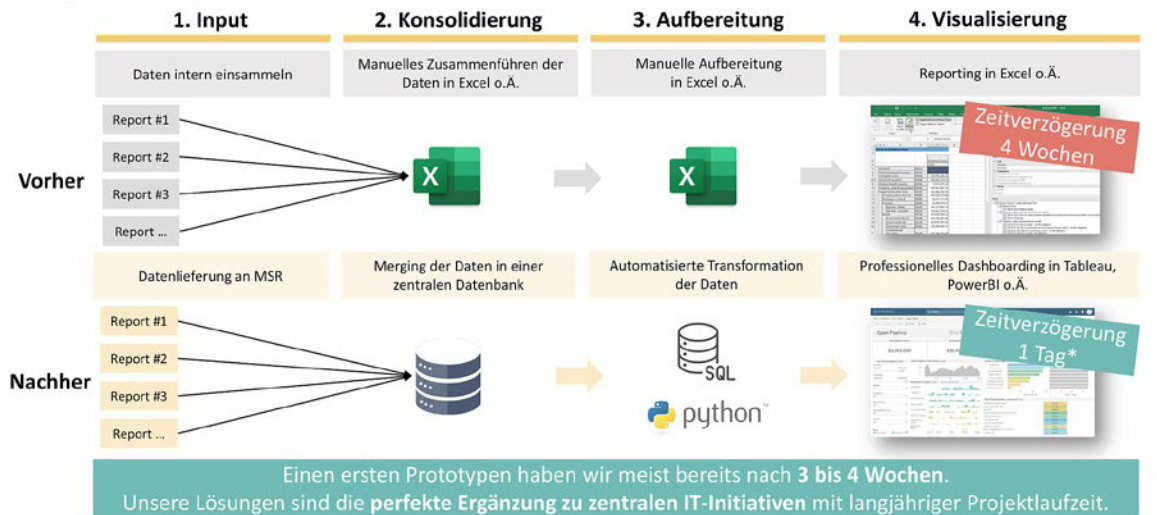 1. Input
2. Konsolidierung
3. Aufbereitung
4. Visualisierung
Daten intern einsammeln
Manuelles Zusammenführen der
Daten in Excel o.Ä.
Manuelle Aufbereitung
in Excel o.Ä.
Reporting in Excel o.Ä.
Vorher
Report #1
Report #2
Report #3
Report ...
X
X
Zeitverzögerung
4 Wochen
Datenlieferung an MSR
Merging der Daten in einer
zentralen Datenbank
Automatisierte Transformation
der Daten
Professionelles Dashboarding in Tableau,
PowerBI o.Ä.
Nachher
Report #1
Report #2
Report #3
Report ...
SQL
python™
Open Pipeline
Zeitverzögerung
1 Tag*
Einen ersten Prototypen haben wir meist bereits nach 3 bis 4 Wochen.
Unsere Lösungen sind die perfekte Ergänzung zu zentralen IT-Initiativen mit langjähriger Projektlaufzeit.